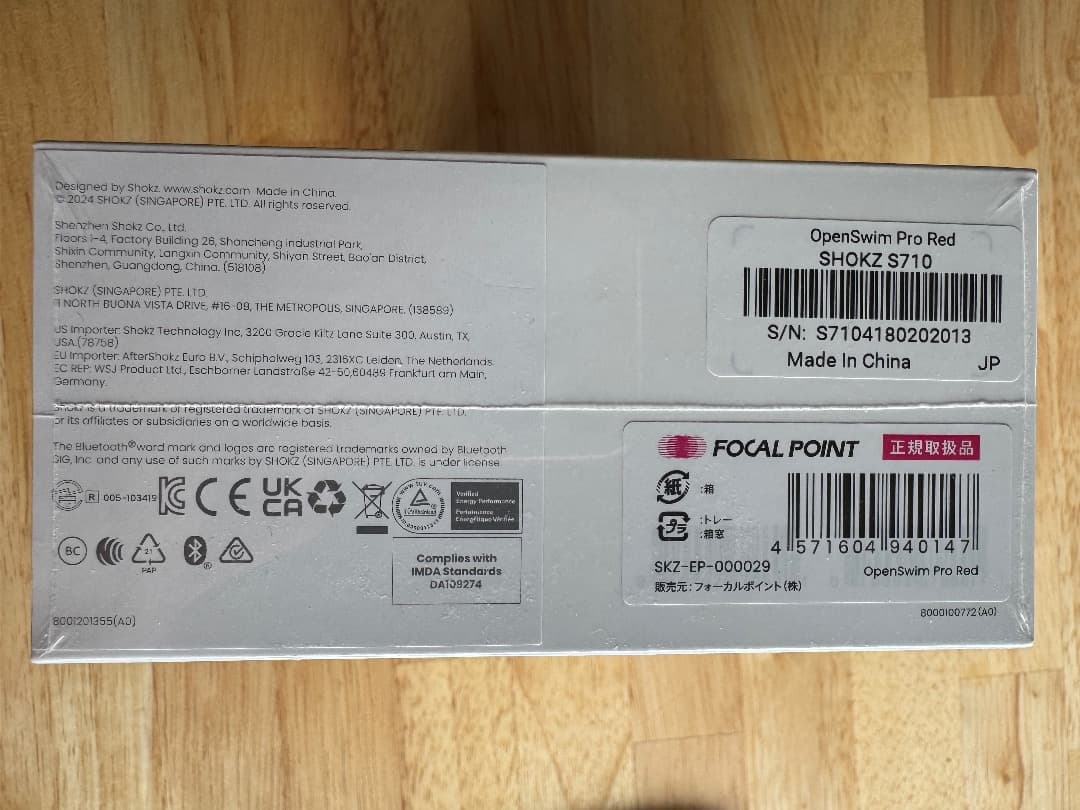 Designed by Shokz. www.shokz.com Made in China
© 2024 SHOKZ (SINGAPORE) PTE. LTD. All rights reserved.
Shenzhen Shokz Co., Ltd.
Floors 1-4, Factory Building 26, Shancheng Industrial Park,
Shixin Community, Langxin Community, Shiyan Street, Bao'an District,
Shenzhen, Guangdong, China. (518108)
SHOKZ (SINGAPORE) PTE. LTD.
1 NORTH BUONA VISTA DRIVE, #16-09, THE METROPOLIS, SINGAPORE. (138589)
US Importer: Shokz Technology Inc, 3200 Gracie Kiltz Lane Suite 300, Austin, TX,
USA.(78758)
EU Importer: AfterShokz Euro B.V., Schipholweg 103, 2316XC Leiden, The Netherlands.
EC REP: WSJ Product Ltd., Eschborner Landstraße 42-50,60489 Frankfurt am Main,
Germany.
Shokz is a trademark or registered trademark of SHOKZ (SINGAPORE) PTE. LTD.
or its affiliates or subsidiaries on a worldwide basis.
The Bluetooth® word mark and logos are registered trademarks owned by Bluetooth
SIG, Inc. and any use of such marks by SHOKZ (SINGAPORE) PTE. LTD. is under license.
R 005-103419
CE
UK
CA
www.tuv.com
TÜVRheinland
Verified
Energy Performance
Performance
Energétique Vérifiée
BC
21
PAP
®
Complies with
IMDA Standards
DA109274
8001201355(A0)
OpenSwim Pro Red
SHOKZ S710
S/N: S7104180202013
Made In China
JP
FOCAL POINT
正規取扱品
紙 :箱
プラ :トレー
:箱窓
4 571604 940147
SKZ-EP-000029
OpenSwim Pro Red
販売元:フォーカルポイント(株)
8000100772(A0)